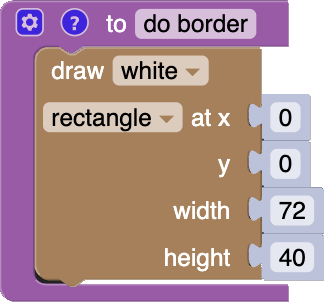 ? to do border
draw white
rectangle at x 0
y 0
width 72
height 40